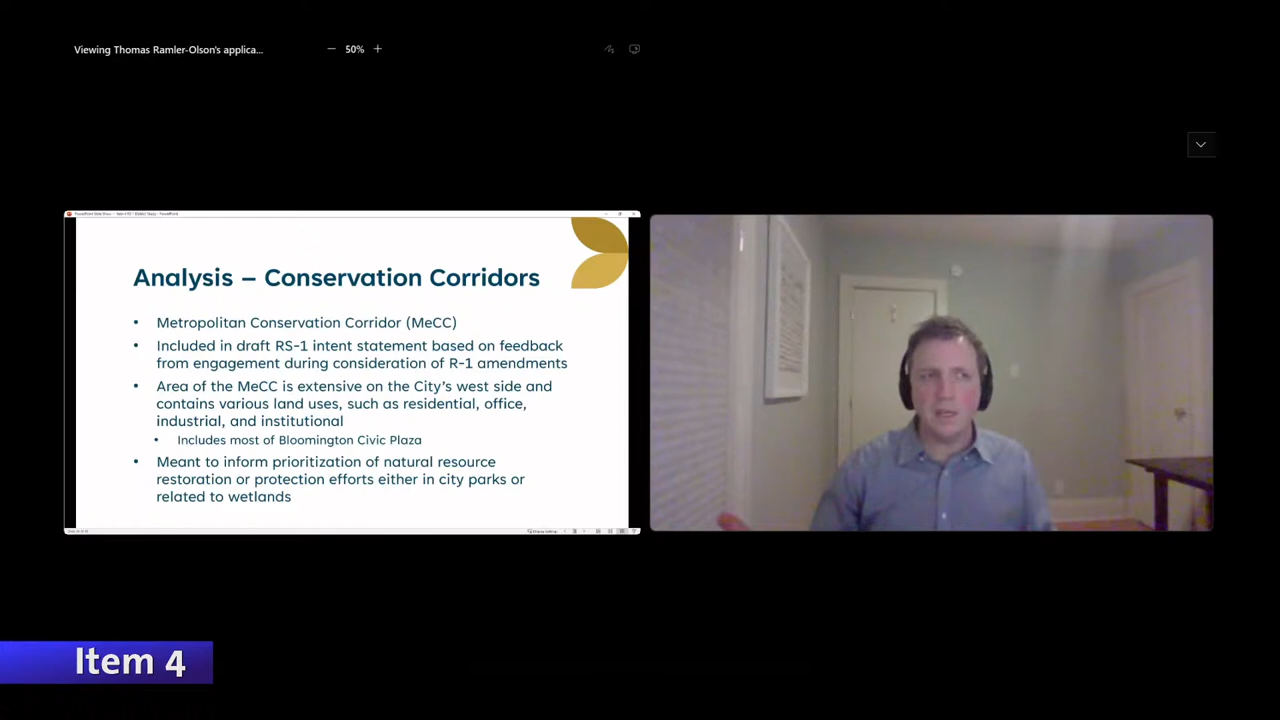 Viewing Thomas Ramler-Olson's applica...
− 50% +
Analysis – Conservation Corridors
• Metropolitan Conservation Corridor (MeCC)
• Included in draft RS-1 intent statement based on feedback
from engagement during consideration of R-1 amendments
• Area of the MeCC is extensive on the City's west side and
contains various land uses, such as residential, office,
industrial, and institutional
• Includes most of Bloomington Civic Plaza
• Meant to inform prioritization of natural resource
restoration or protection efforts either in city parks or
related to wetlands
Item 4